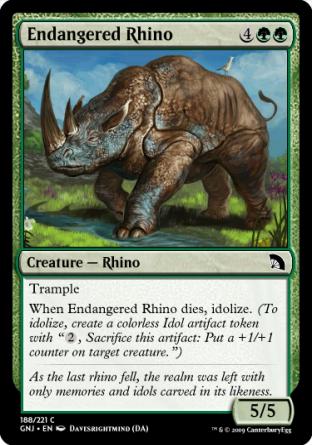 Endangered Rhino 4
Creature — Rhino
Trample
When Endangered Rhino dies, idolize. (To
idolize, create a colorless Idol artifact token
with “2, Sacrifice this artifact: Put a +1/+1
counter on target creature.”)
As the last rhino fell, the realm was left with
only memories and idols carved in its likeness.
5/5
188/221 C
GNJ • EN DAVESRIGHTMIND (DA)
™ & © 2019 CanterburyEgg